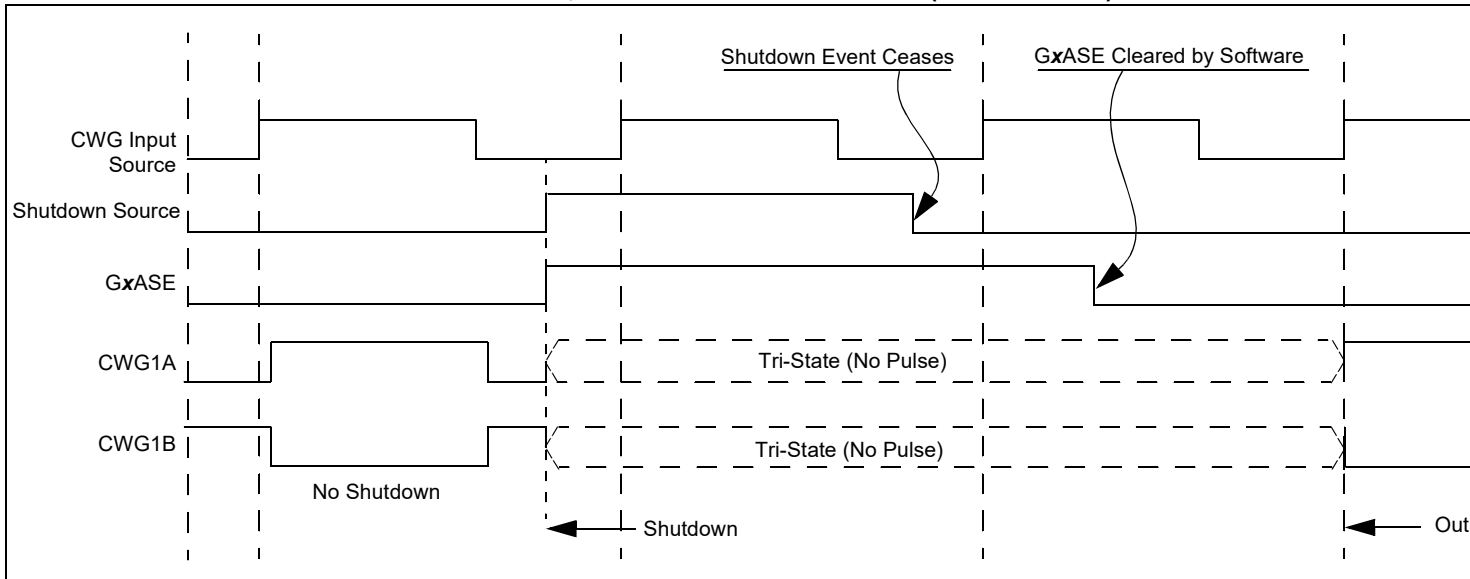 Shutdown Event Ceases
GxASE Cleared by Software
CWG Input
Source
Shutdown Source
GxASE
CWG1A
Tri-State (No Pulse)
CWG1B
Tri-State (No Pulse)
No Shutdown
Shutdown
Out